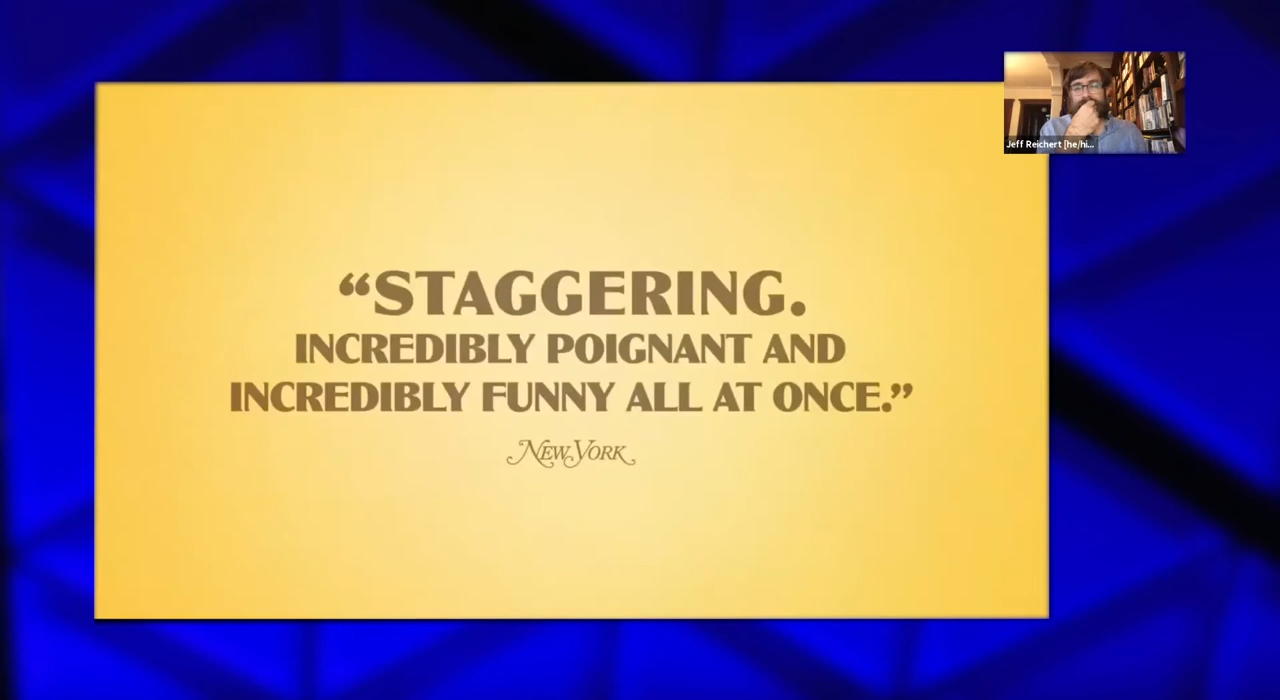 “STAGGERING.
INCREDIBLY POIGNANT AND
INCREDIBLY FUNNY ALL AT ONCE.”
NEW YORK
Jeff Reichert [he/hi...